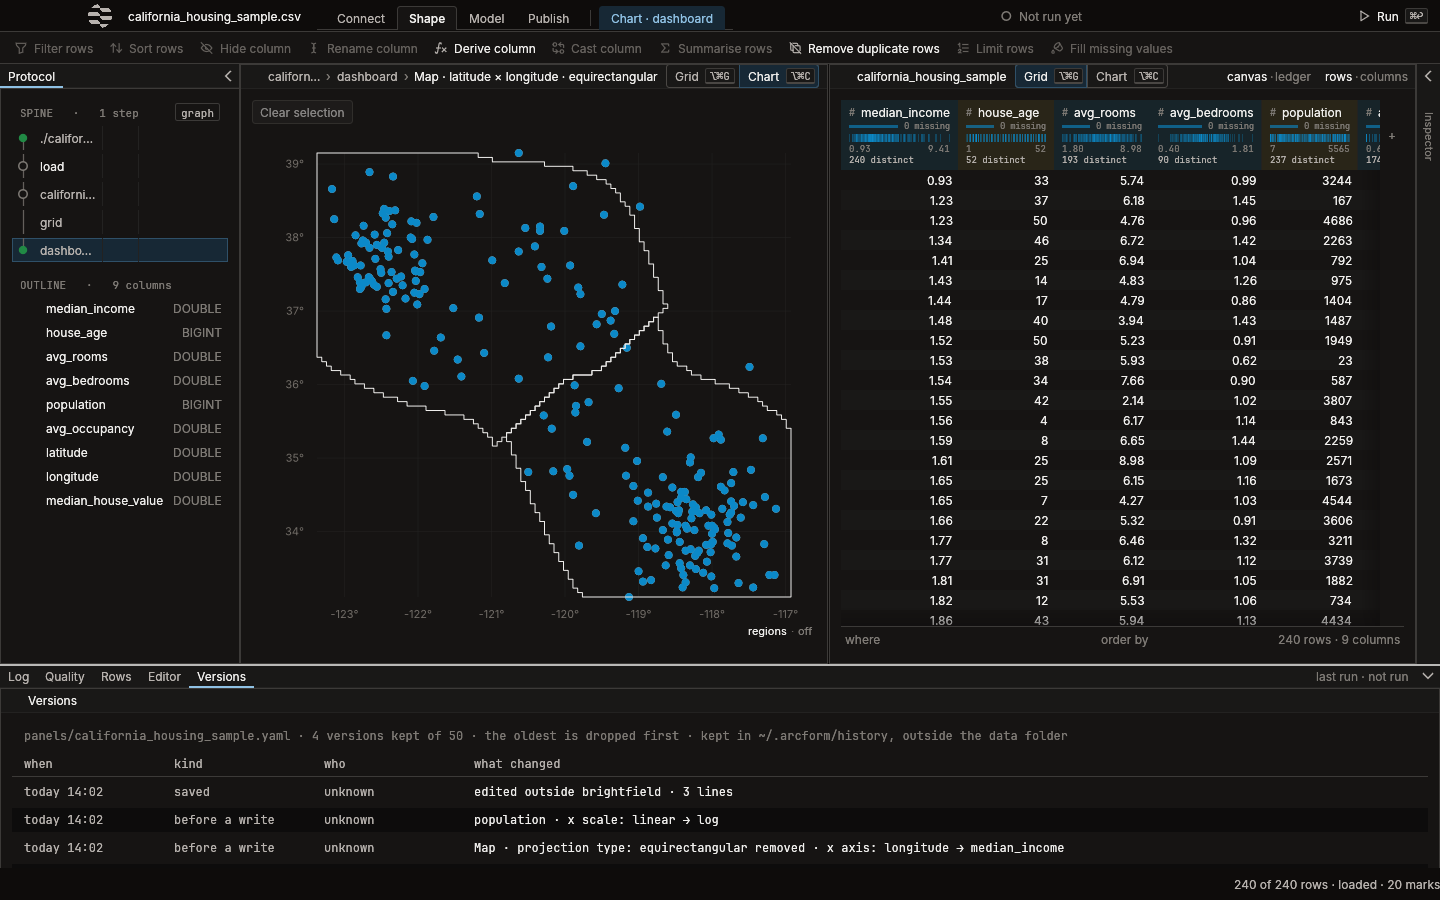 california_housing_sample.csv Connect Shape Model Publish Chart · dashboard Not run yet Run
Filter rows Sort rows Hide column Rename column Derive column Cast column Summarise rows Remove duplicate rows Limit rows Fill missing values
Protocol
SPINE · 1 step graph
./califor...
load
californi...
grid
dashbo...
OUTLINE · 9 columns
median_income DOUBLE
house_age BIGINT
avg_rooms DOUBLE
avg_bedrooms DOUBLE
population BIGINT
avg_occupancy DOUBLE
latitude DOUBLE
longitude DOUBLE
median_house_value DOUBLE
californ... › dashboard › Map · latitude × longitude · equirectangular Grid ⌥⌘G Chart ⌥⌘C
Clear selection
39°
38°
37°
36°
35°
34°
-123° -122° -121° -120° -119° -118° -117°
regions · off
california_housing_sample Grid ⌥⌘G Chart ⌥⌘C canvas · ledger rows · columns
# median_income # house_age # avg_rooms # avg_bedrooms # population #
0 missing 0 missing 0 missing 0 missing 0 missing
0.93 9.41 1 52 1.80 8.98 0.40 1.81 7 5565
240 distinct 52 distinct 193 distinct 90 distinct 237 distinct 174
+
0.93 33 5.74 0.99 3244
1.23 37 6.18 1.45 167
1.23 50 4.76 0.96 4686
1.34 46 6.72 1.42 2263
1.41 25 6.94 1.04 792
1.43 14 4.83 1.26 975
1.44 17 4.79 0.86 1404
1.48 40 3.94 1.43 1487
1.52 50 5.23 0.91 1949
1.53 38 5.93 0.62 23
1.54 34 7.66 0.90 587
1.55 42 2.14 1.02 3807
1.56 4 6.17 1.14 843
1.59 8 6.65 1.44 2259
1.61 25 8.98 1.09 2571
1.65 25 6.15 1.16 1673
1.65 7 4.27 1.03 4544
1.66 22 5.32 0.91 3606
1.77 8 6.46 1.32 3211
1.77 31 6.12 1.12 3739
1.81 31 6.91 1.05 1882
1.82 12 5.53 1.06 734
1.86 43 5.94 1.13 4434
where order by 240 rows · 9 columns
Inspector
Log Quality Rows Editor Versions last run · not run
Versions
panels/california_housing_sample.yaml · 4 versions kept of 50 · the oldest is dropped first · kept in ~/.arcform/history, outside the data folder
when kind who what changed
today 14:02 saved unknown edited outside brightfield · 3 lines
today 14:02 before a write unknown population · x scale: linear → log
today 14:02 before a write unknown Map · projection type: equirectangular removed · x axis: longitude → median_income
240 of 240 rows · loaded · 20 marks